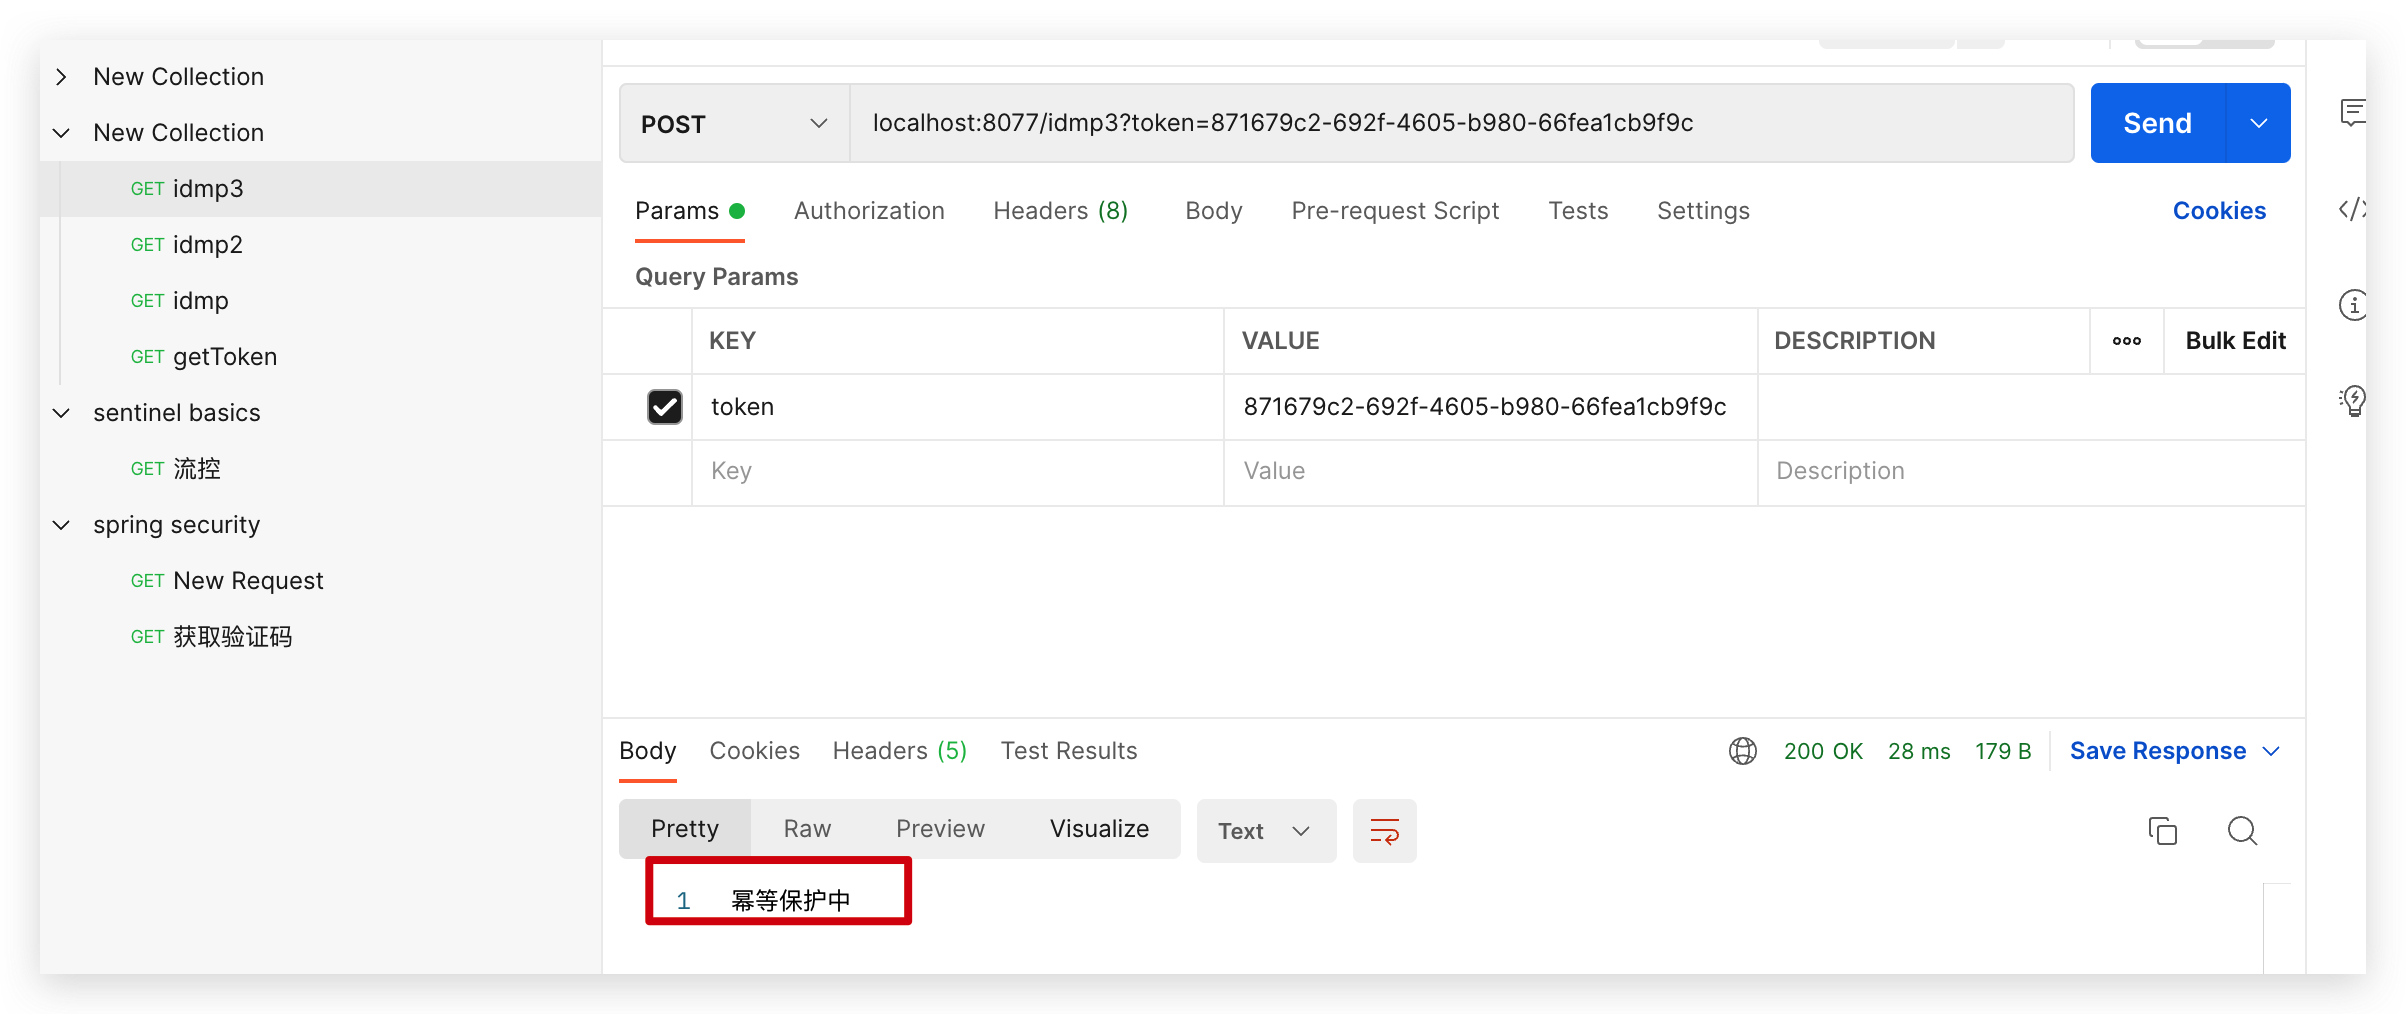 New Collection
New Collection
GET idmp3
GET idmp2
GET idmp
GET getToken
sentinel basics
GET 流控
spring security
GET New Request
GET 获取验证码
POST
localhost:8077/idmp3?token=871679c2-692f-4605-b980-66fea1cb9f9c
Send
Params
Authorization
Headers (8)
Body
Pre-request Script
Tests
Settings
Cookies
Query Params
KEY
VALUE
DESCRIPTION
Bulk Edit
token
871679c2-692f-4605-b980-66fea1cb9f9c
Key
Value
Description
Body
Cookies
Headers (5)
Test Results
200 OK
28 ms
179 B
Save Response
Pretty
Raw
Preview
Visualize
Text
1 幂等保护中